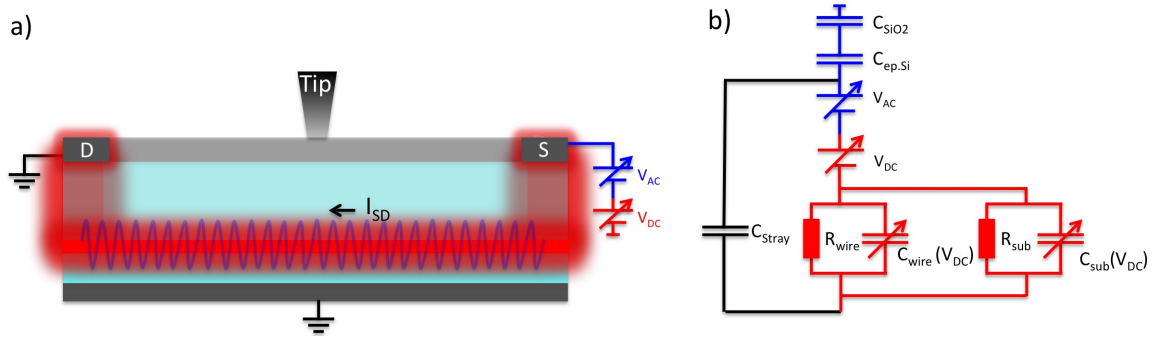 a)
Tip
D
S
V_AC
I_SD
V_DC
b)
C_SiO2
C_ep.Si
V_AC
V_DC
C_Stray
R_wire
C_wire (V_DC)
R_sub
C_sub(V_DC)